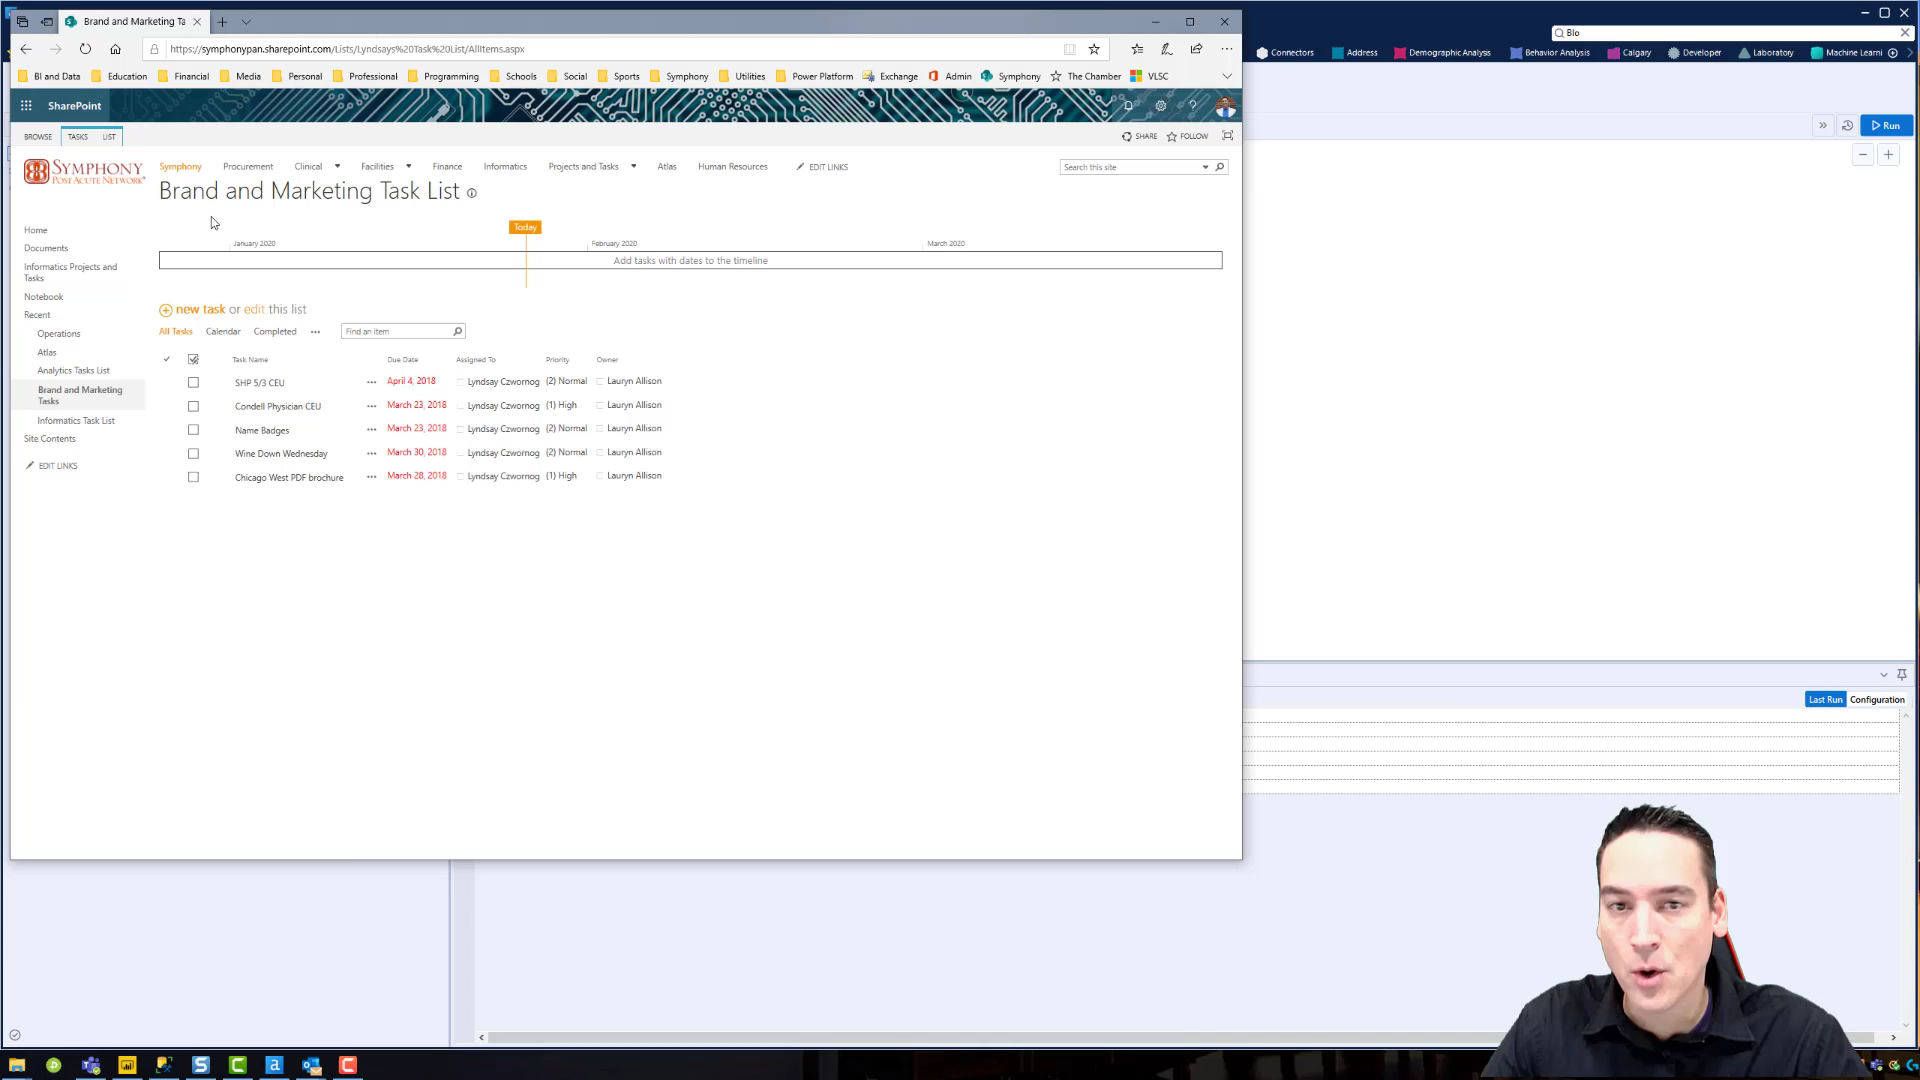 Brand and Marketing Ta
https://symphonypan.sharepoint.com/Lists/Lyndsays%20Task%20List/AllItems.aspx
BI and Data Education Financial Media Personal Professional Programming Schools Social Sports Symphony Utilities Power Platform Exchange Admin Symphony The Chamber VLSC
SharePoint
BROWSE TASKS LIST
SHARE FOLLOW
SYMPHONY
POST ACUTE NETWORK
Symphony Procurement Clinical Facilities Finance Informatics Projects and Tasks Atlas Human Resources EDIT LINKS
Search this site
Brand and Marketing Task List
Today
January 2020 February 2020 March 2020
Add tasks with dates to the timeline
Home
Documents
Informatics Projects and
Tasks
Notebook
Recent
Operations
Atlas
Analytics Tasks List
Brand and Marketing
Tasks
Informatics Task List
Site Contents
EDIT LINKS
new task or edit this list
All Tasks Calendar Completed ••• Find an item
Task Name Due Date Assigned To Priority Owner
SHP 5/3 CEU ••• April 4, 2018 Lyndsay Czwornog (2) Normal Lauryn Allison
Condell Physician CEU ••• March 23, 2018 Lyndsay Czwornog (1) High Lauryn Allison
Name Badges ••• March 23, 2018 Lyndsay Czwornog (2) Normal Lauryn Allison
Wine Down Wednesday ••• March 30, 2018 Lyndsay Czwornog (2) Normal Lauryn Allison
Chicago West PDF brochure ••• March 28, 2018 Lyndsay Czwornog (1) High Lauryn Allison
Blo
Connectors Address Demographic Analysis Behavior Analysis Calgary Developer Laboratory Machine Learni
Run
Last Run Configuration